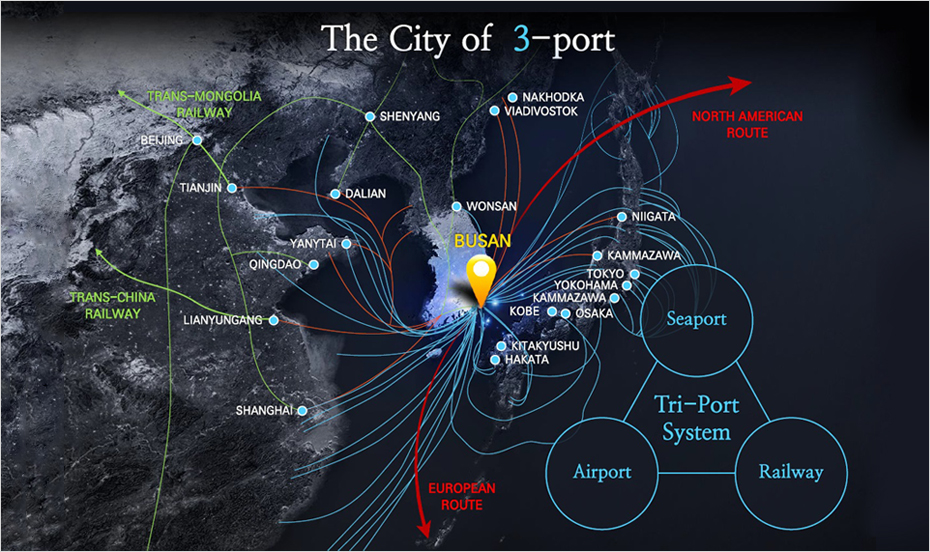 The City of 3-port
TRANS-MONGOLIA
RAILWAY
NAKHODKA
VIADIVOSTOK
SHENYANG
NORTH AMERICAN
ROUTE
BEIJING
TIANJIN
DALIAN
WONSAN
NIIGATA
YANYTAI
BUSAN
QINGDAO
KAMMAZAWA
TOKYO
YOKOHAMA
TRANS-CHINA
RAILWAY
KAMMAZAWA
LIANYUNGANG
KOBE
OSAKA
Seaport
KITAKYUSHU
HAKATA
SHANGHAI
Tri-Port
System
Airport
Railway
EUROPEAN
ROUTE